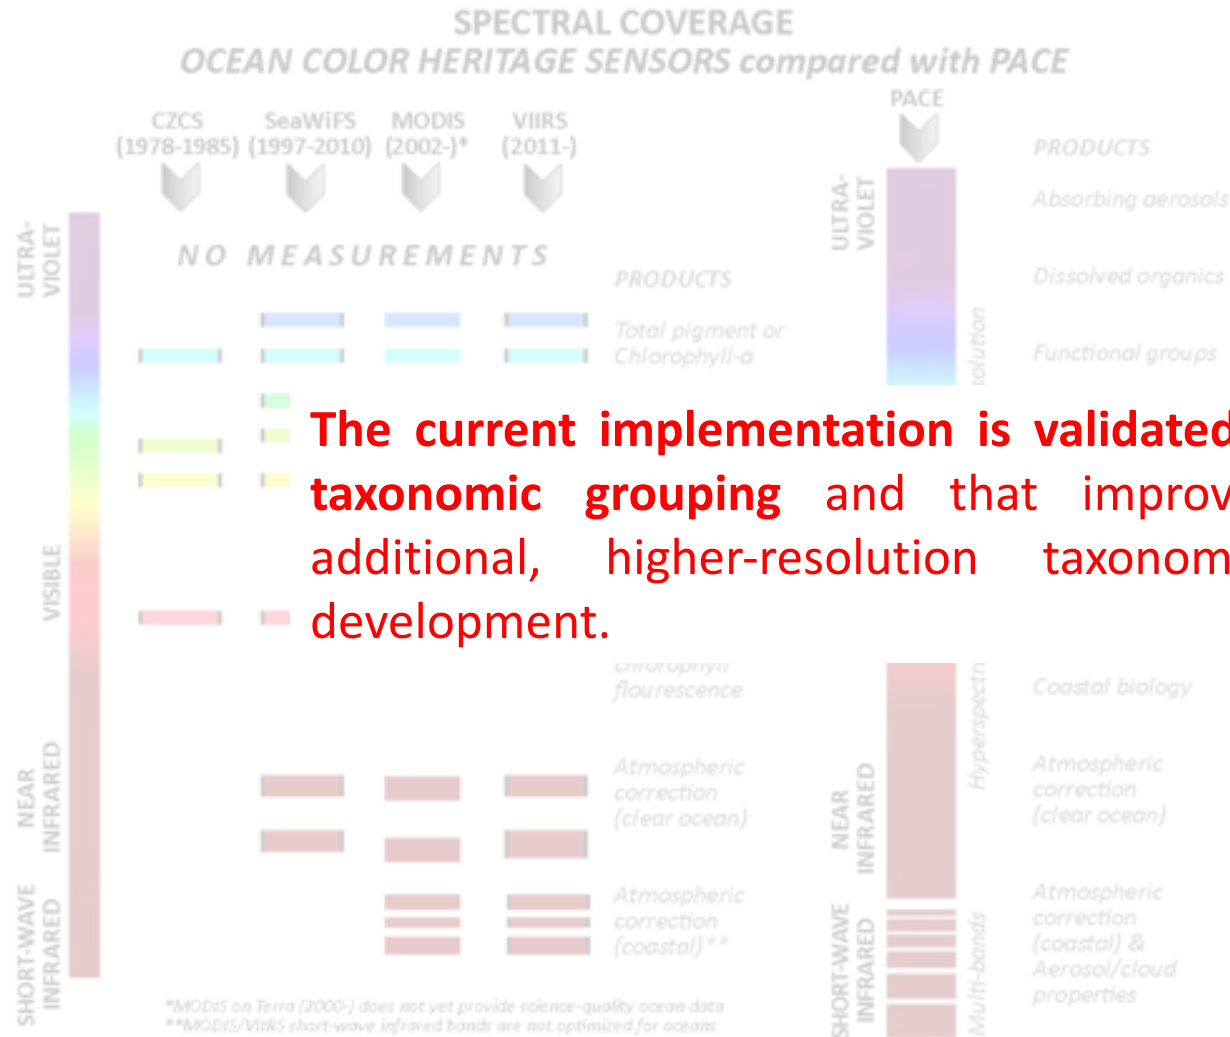 SPECTRAL COVERAGE
OCEAN COLOR HERITAGE SENSORS compared with PACE
CZCS
(1978-1985)
SeaWiFS
(1997-2010)
MODIS
(2002-)*
VIIRS
(2011-)
PACE
PRODUCTS
Absorbing aerosols
Dissolved organics
Functional groups
ULTRA-
VIOLET
ULTRA-
VIOLET
NO MEASUREMENTS
PRODUCTS
Total pigment or
Chlorophyll-a
The current implementation is validated
taxonomic grouping and that improv
additional, higher-resolution taxonom
development.
VISIBLE
chlorophyll
flourescence
Hyperspectr
Coastal biology
NEAR
INFRARED
Atmospheric
correction
(clear ocean)
NEAR
INFRARED
Atmospheric
correction
(clear ocean)
SHORT-WAVE
INFRARED
Atmospheric
correction
(coastal)**
SHORT-WAVE
INFRARED
Multi-bands
Atmospheric
correction
(coastal) &
Aerosol/cloud
properties
*MODIS on Terra (2000-) does not yet provide science-quality ocean data
**MODIS/VIIRS short-wave infrared bands are not optimized for oceans